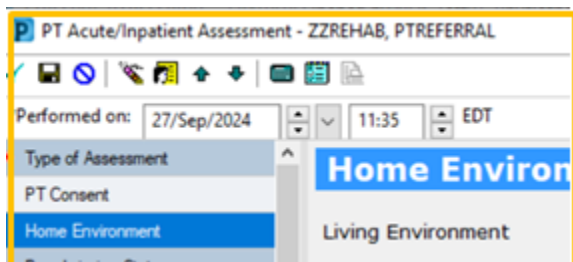 PT Acute/Inpatient Assessment - ZZREHAB, PTREFERRAL
*Performed on: 27/Sep/2024 11:35 EDT
Type of Assessment
PT Consent
Home Environment
Home Environ
Living Environment